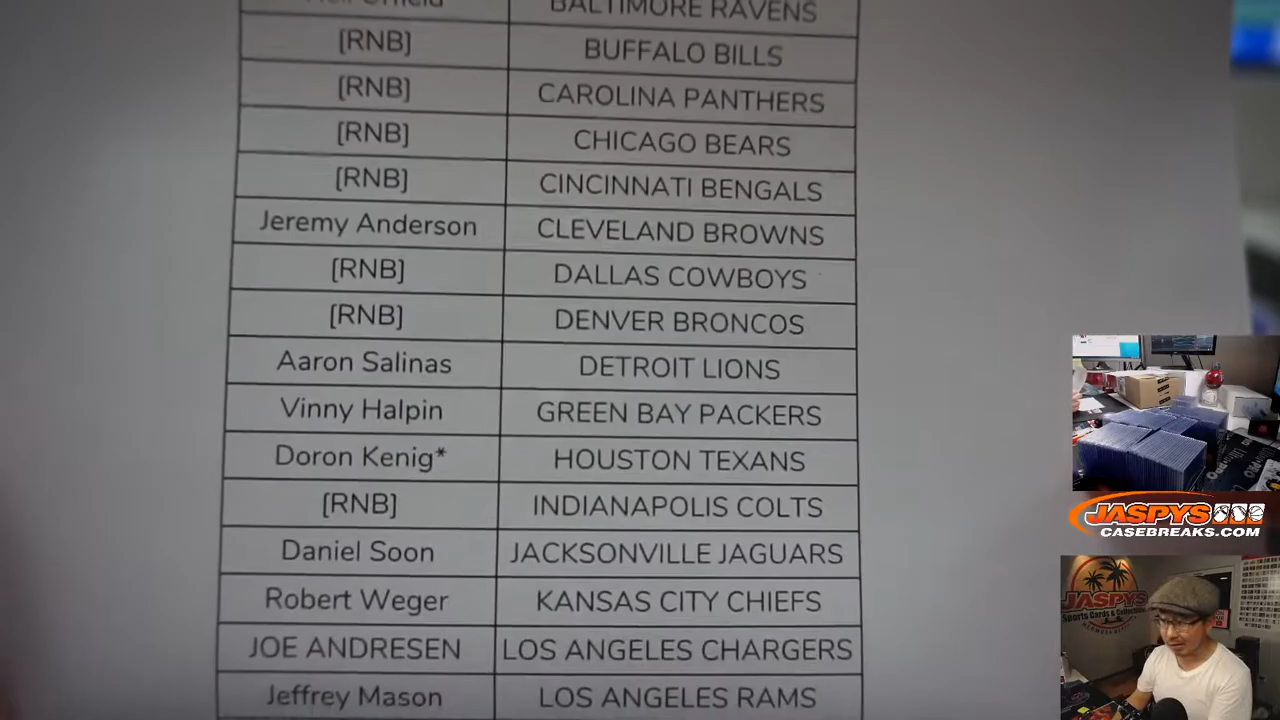 BALTIMORE RAVENS
[RNB] BUFFALO BILLS
[RNB] CAROLINA PANTHERS
[RNB] CHICAGO BEARS
[RNB] CINCINNATI BENGALS
Jeremy Anderson CLEVELAND BROWNS
[RNB] DALLAS COWBOYS
[RNB] DENVER BRONCOS
Aaron Salinas DETROIT LIONS
Vinny Halpin GREEN BAY PACKERS
Doron Kenig* HOUSTON TEXANS
[RNB] INDIANAPOLIS COLTS
Daniel Soon JACKSONVILLE JAGUARS
Robert Weger KANSAS CITY CHIEFS
JOE ANDRESEN LOS ANGELES CHARGERS
Jeffrey Mason LOS ANGELES RAMS
JASPYS
CASEBREAKS.COM
JASPYS
Sports Cards & Collectibles